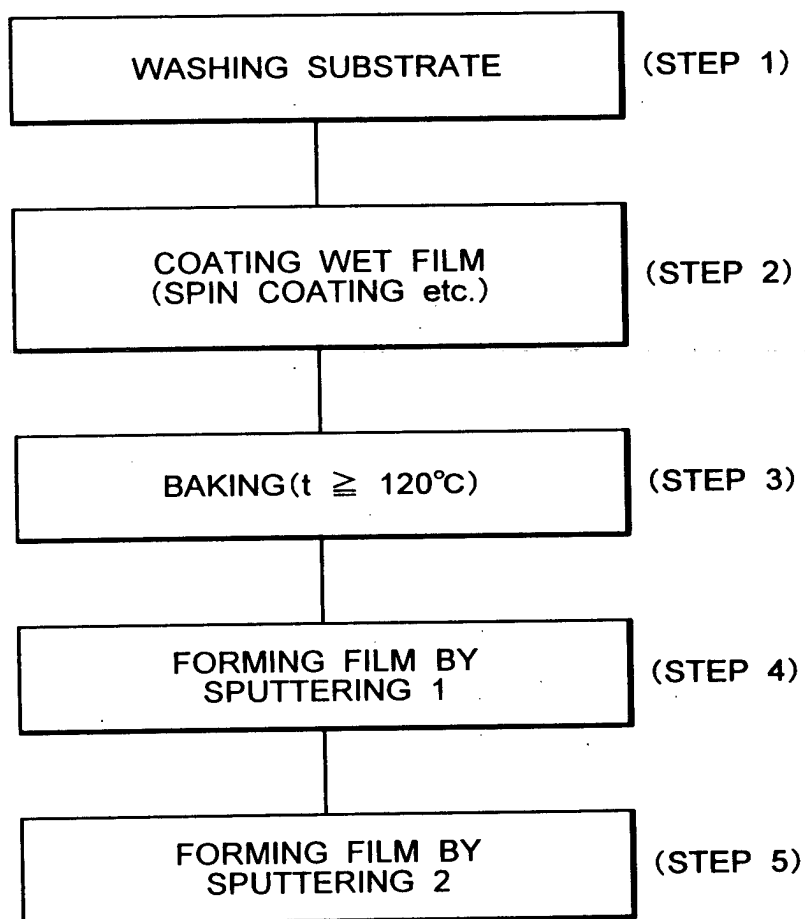 WASHING SUBSTRATE (STEP 1)
COATING WET FILM
(SPIN COATING etc.) (STEP 2)
BAKING(t ≧ 120°C) (STEP 3)
FORMING FILM BY
SPUTTERING 1 (STEP 4)
FORMING FILM BY
SPUTTERING 2 (STEP 5)